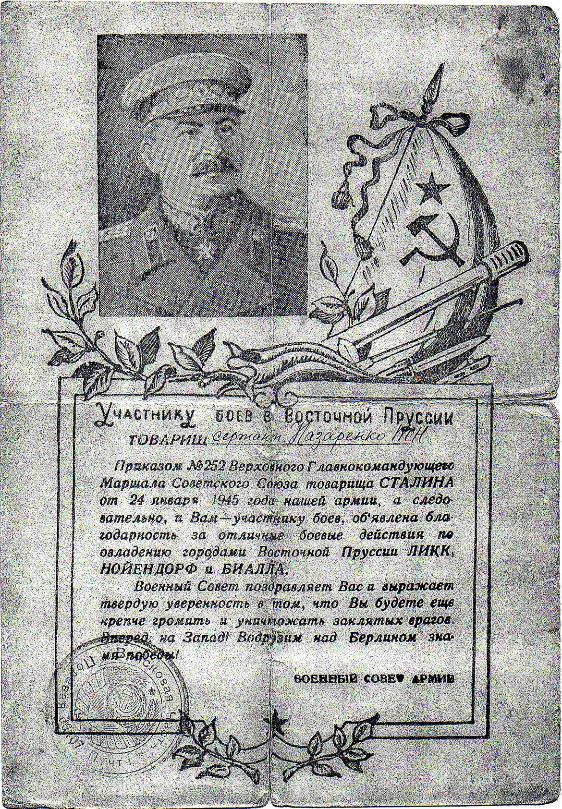 Участнику боев в Восточной Пруссии
товарищ сержант Назаренко
Приказом №252 Верховного Главнокомандующего
Маршала Советского Союза товарища СТАЛИНА
от 24 января 1945 года нашей армии, а следо-
вательно, и Вам—участнику боев, об'явлена бла-
годарность за отличные боевые действия по
овладению городами Восточной Пруссии ЛИКК,
НОЙЕНДОРФ и БИАЛЛА.
Военный Совет поздравляет Вас и выражает
твердую уверенность в том, что Вы будете еще
крепче громить и уничтожать заклятых врагов.
Вперед, на Запад! Водрузим над Берлином зна-
мя победы!
ВОЕННЫЙ СОВЕТ АРМИИ